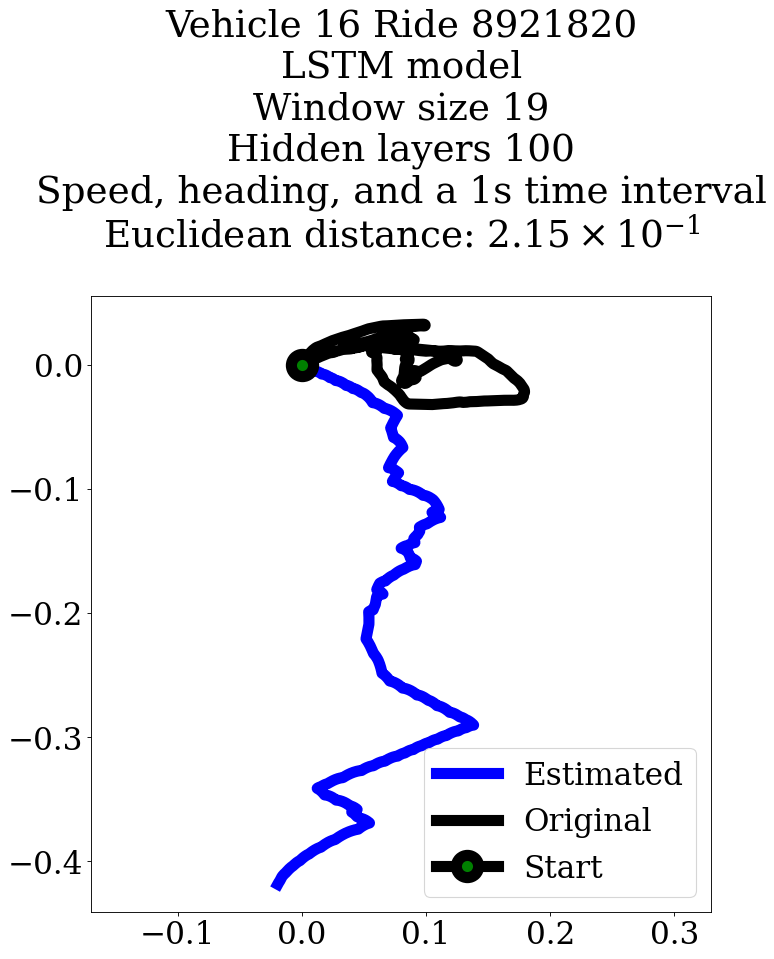 Vehicle 16 Ride 8921820
LSTM model
Window size 19
Hidden layers 100
Speed, heading, and a 1s time interval
Euclidean distance: 2.15 × 10⁻¹
0.0
−0.1
−0.2
−0.3
−0.4
Estimated
Original
Start
−0.1 0.0 0.1 0.2 0.3